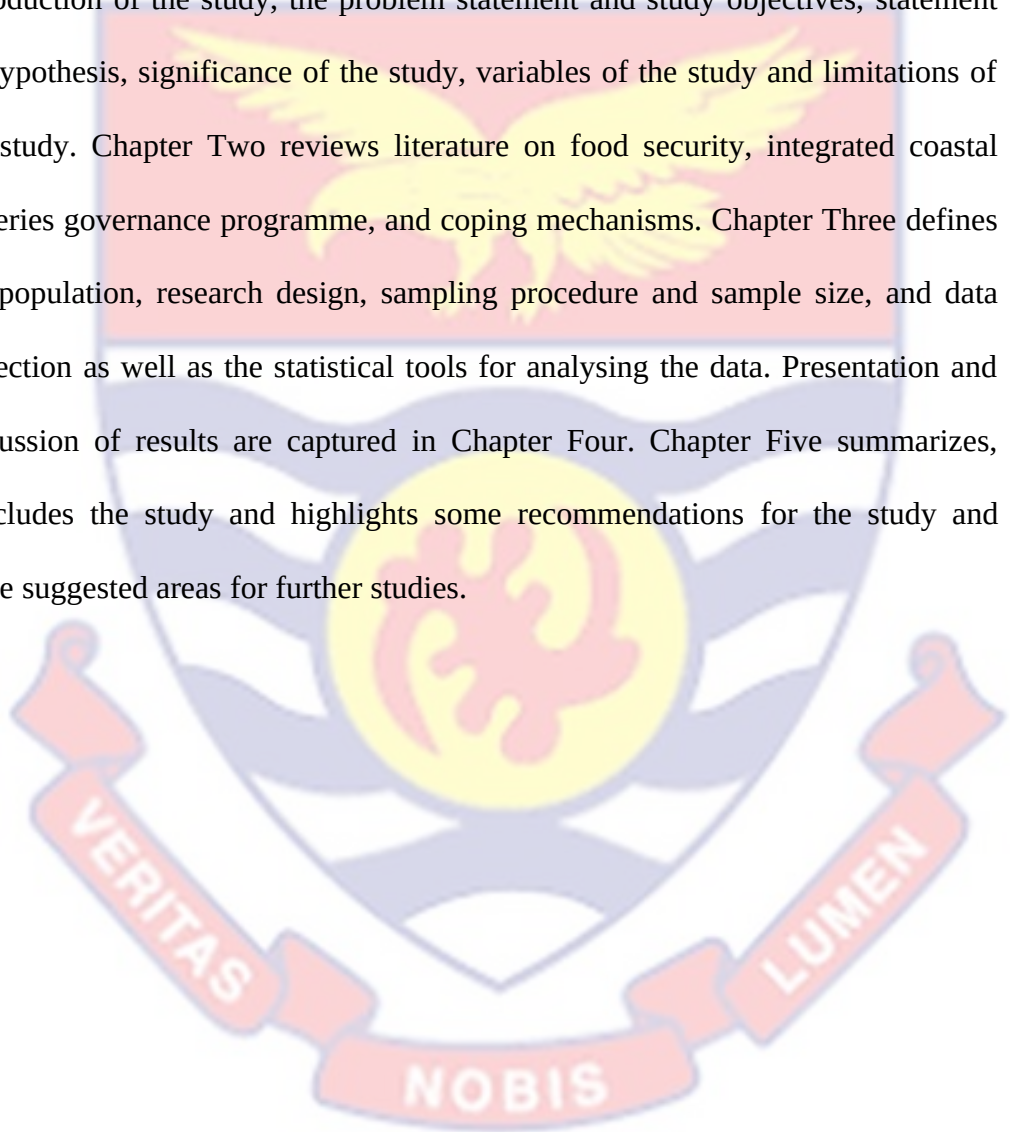 oduction of the study, the problem statement and study objectives, statement
ypothesis, significance of the study, variables of the study and limitations of
study. Chapter Two reviews literature on food security, integrated coastal
eries governance programme, and coping mechanisms. Chapter Three defines
population, research design, sampling procedure and sample size, and data
ection as well as the statistical tools for analysing the data. Presentation and
ussion of results are captured in Chapter Four. Chapter Five summarizes,
cludes the study and highlights some recommendations for the study and
e suggested areas for further studies.
VERITAS
NOBIS
LUMEN